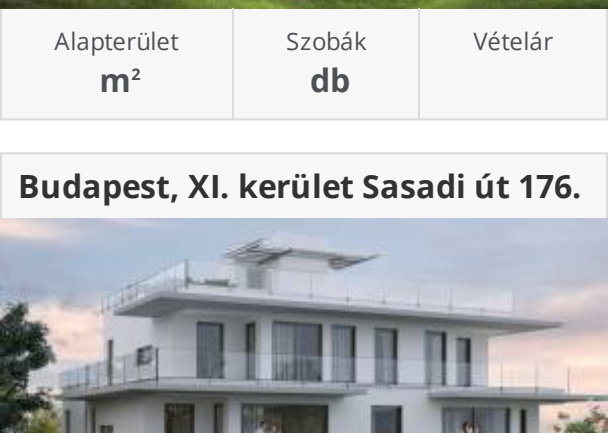 Alapterület
Szobák
Vételár
m²
db
Budapest, XI. kerület Sasadi út 176.